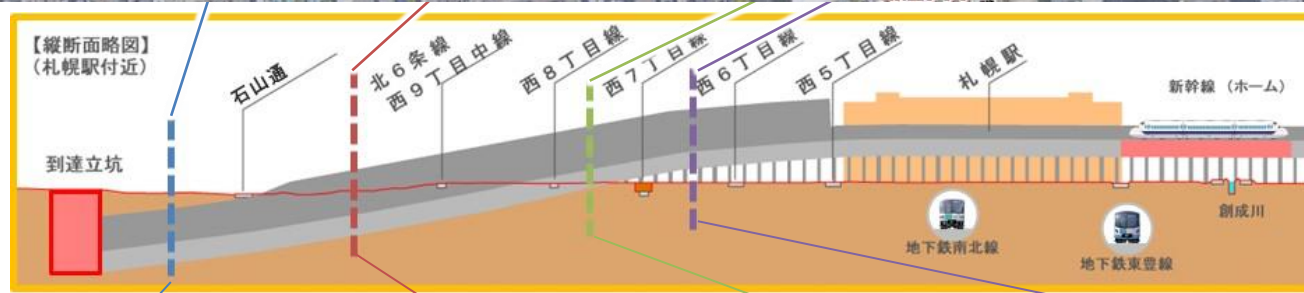 【縦断面略図】
(札幌駅付近)
到達立坑
石山通
北6条線
西9丁目中線
西8丁目線
西7丁目線
西6丁目線
西5丁目線
札幌駅
新幹線(ホーム)
地下鉄南北線
地下鉄東豊線
創成川